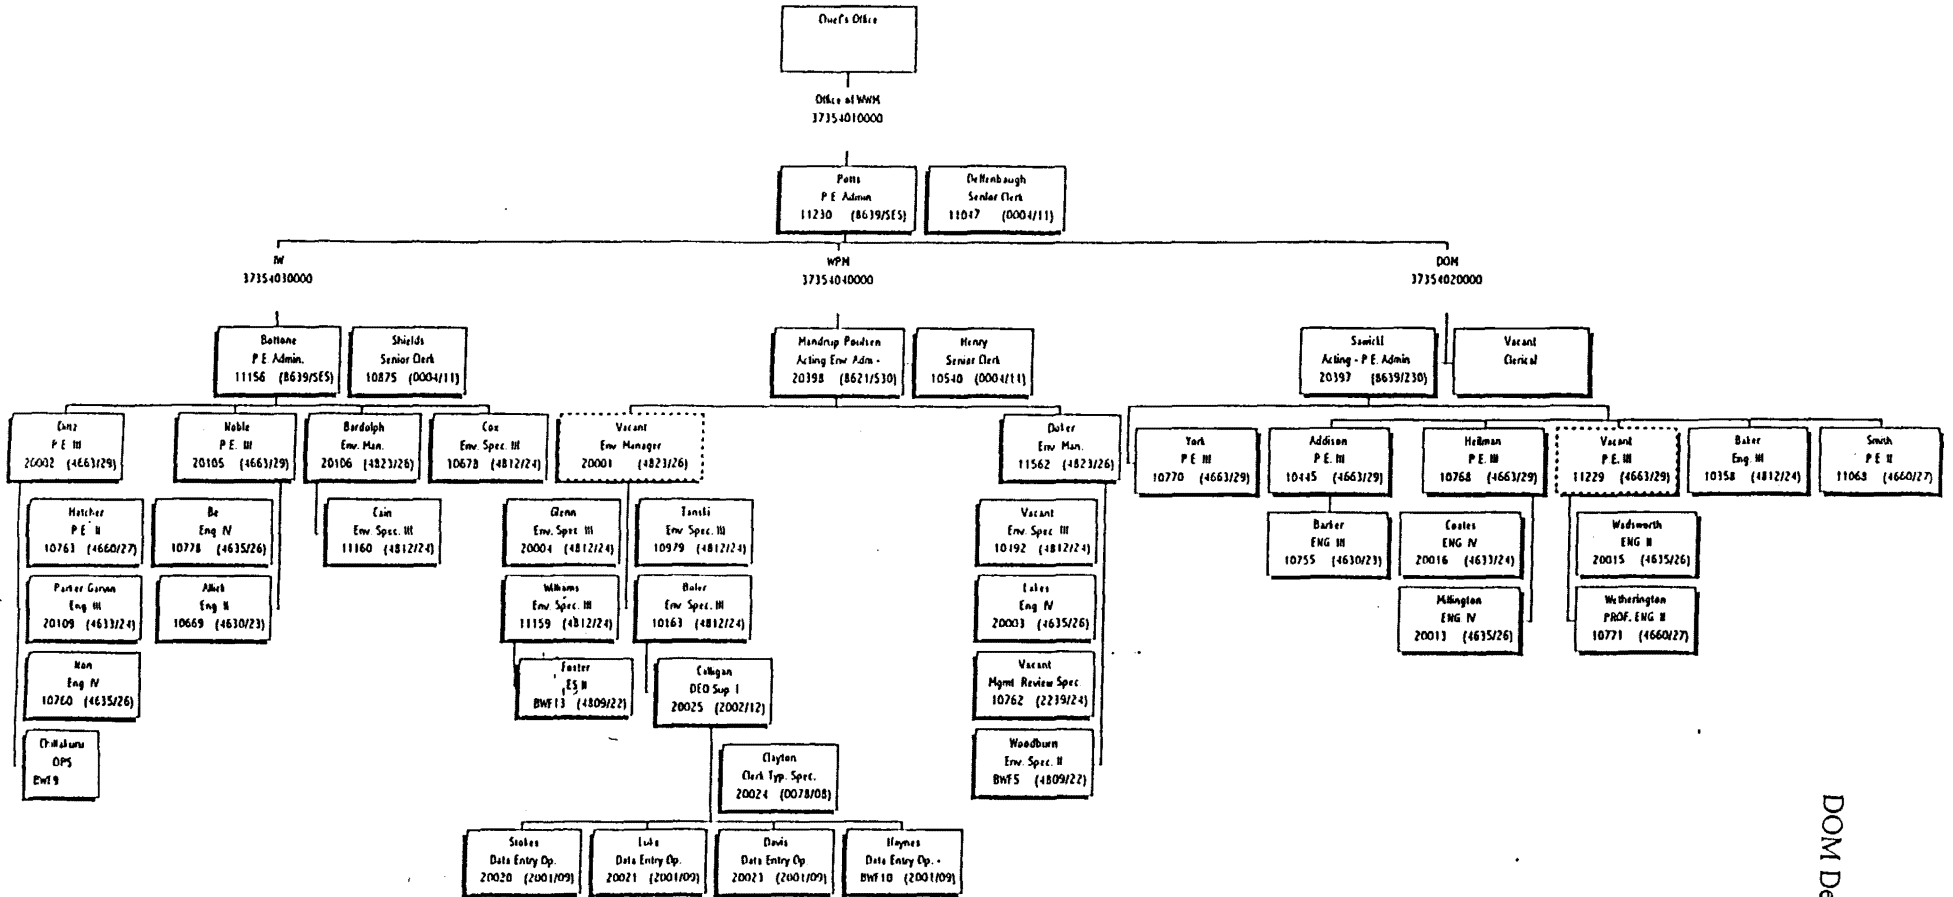 Chief's Office
Office of WWM
37354010000
Potts
P.E. Admin
11230 (8639/SES)
Deffenbaugh
Senior Clerk
11047 (0004/11)
IW
37354030000
WPM
37354040000
DOM
37354020000
Bottone
P.E. Admin.
11156 (8639/SES)
Shields
Senior Clerk
10875 (0004/11)
Mandrup Poulsen
Acting Env Adm -
20398 (8621/530)
Henry
Senior Clerk
10540 (0004/11)
Sawicki
Acting - P.E. Admin
20397 (8639/230)
Vacant
Clerical
P.E. III
20002 (4663/29)
Noble
P.E. III
20105 (4663/29)
Bardolph
Env. Man.
20106 (4823/26)
Cox
Env. Spec. III
10678 (4812/24)
Vacant
Env Manager
20001 (4823/26)
Env. Man.
11562 (4823/26)
York
P.E. III
10770 (4663/29)
Addison
P.E. III
10445 (4663/29)
Heilman
P.E. III
10768 (4663/29)
Vacant
P.E. III
11229 (4663/29)
Baker
Eng. III
10358 (4812/24)
Smith
P.E. II
11068 (4660/27)
Hatcher
P.E. II
10763 (4660/27)
Be
Eng IV
10778 (4635/26)
Cain
Env. Spec. III
11160 (4812/24)
Glenn
Env. Spec. III
20004 (4812/24)
Tanski
Env. Spec. III
10979 (4812/24)
Vacant
Env. Spec III
10192 (4812/24)
Barker
ENG III
10755 (4630/23)
Coates
ENG IV
20016 (4633/24)
Wadsworth
ENG II
20015 (4635/26)
Eng III
20109 (4633/24)
Allick
Eng II
10669 (4630/23)
Williams
Env. Spec. III
11159 (4812/24)
Env. Spec. III
10163 (4812/24)
Eng IV
20003 (4635/26)
Millington
ENG IV
20013 (4635/26)
Wetherington
PROF. ENG II
10771 (4660/27)
Eng IV
10760 (4635/26)
Foster
ES II
BWF13 (4809/22)
Colligan
DEO Sup. I
20025 (2002/12)
Vacant
Mgmt. Review Spec.
10762 (2239/24)
OPS
BWF9
Clayton
Clerk Typ. Spec.
20024 (0078/08)
Woodburn
Env. Spec. II
BWF5 (4809/22)
Stokes
Data Entry Op.
20020 (2001/09)
Luke
Data Entry Op.
20021 (2001/09)
Davis
Data Entry Op
20023 (2001/09)
Haynes
Data Entry Op. -
BWF10 (2001/09)
DOM De